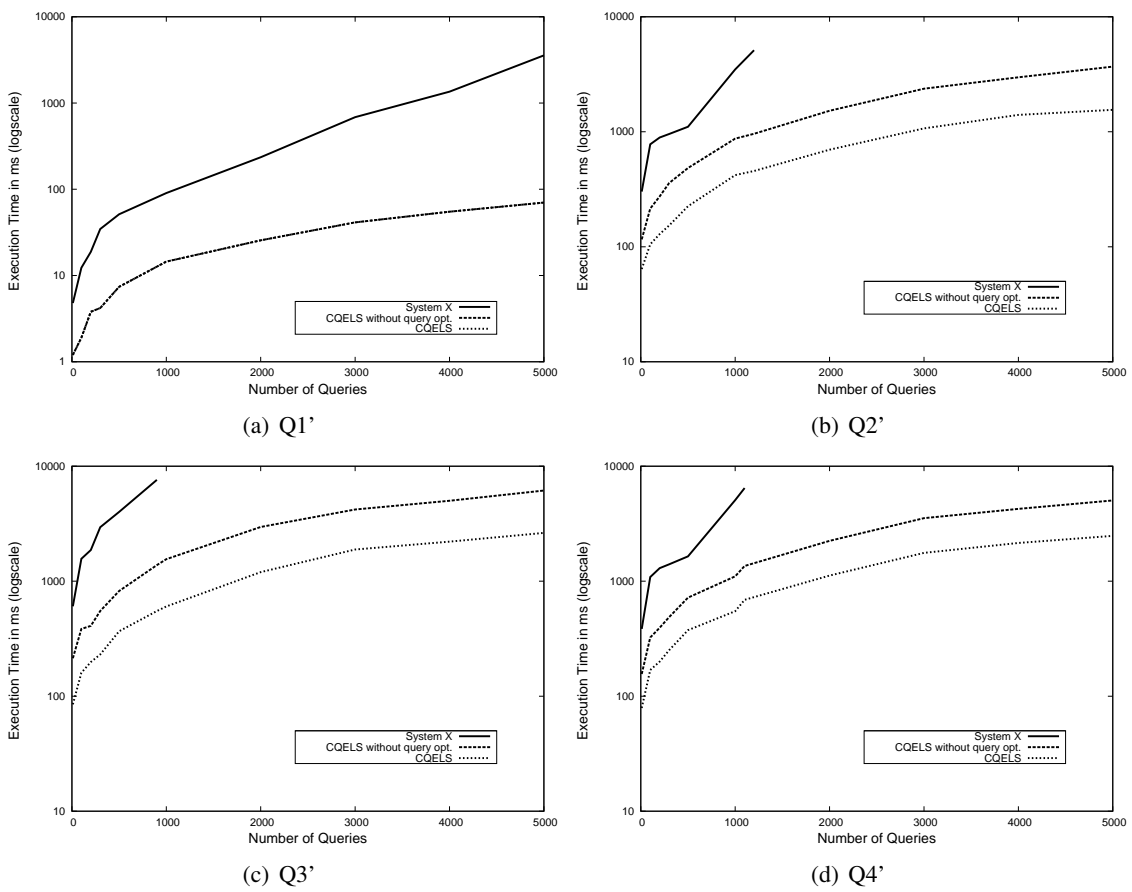 10000
1000
100
10
1
0 1000 2000 3000 4000 5000
Execution Time in ms (logscale)
Number of Queries
System X
CQELS without query opt.
CQELS
(a) Q1’
10000
1000
100
10
0 1000 2000 3000 4000 5000
Execution Time in ms (logscale)
Number of Queries
System X
CQELS without query opt.
CQELS
(b) Q2’
10000
1000
100
10
0 1000 2000 3000 4000 5000
Execution Time in ms (logscale)
Number of Queries
System X
CQELS without query opt.
CQELS
(c) Q3’
10000
1000
100
10
0 1000 2000 3000 4000 5000
Execution Time in ms (logscale)
Number of Queries
System X
CQELS without query opt.
CQELS
(d) Q4’